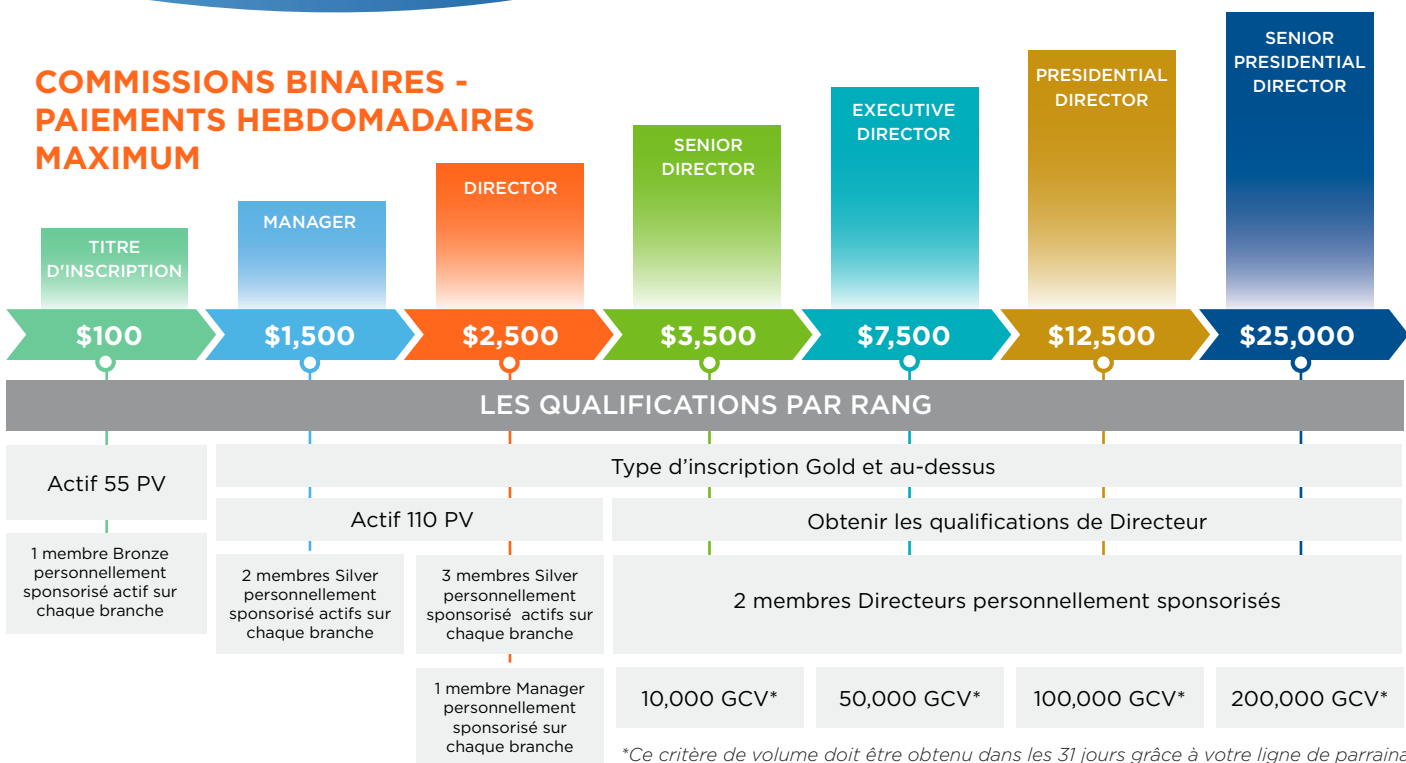 COMMISSIONS BINAIRES -
PAIEMENTS HEBDOMADAIRES
MAXIMUM
TITRE
D'INSCRIPTION
MANAGER
DIRECTOR
SENIOR
DIRECTOR
EXECUTIVE
DIRECTOR
PRESIDENTIAL
DIRECTOR
SENIOR
PRESIDENTIAL
DIRECTOR
$100
$1,500
$2,500
$3,500
$7,500
$12,500
$25,000
LES QUALIFICATIONS PAR RANG
Actif 55 PV
Type d’inscription Gold et au-dessus
Actif 110 PV
Obtenir les qualifications de Directeur
1 membre Bronze
personnellement
sponsorisé actif sur
chaque branche
2 membres Silver
personnellement
sponsorisé actifs sur
chaque branche
3 membres Silver
personnellement
sponsorisé actifs sur
chaque branche
2 membres Directeurs personnellement sponsorisés
1 membre Manager
personnellement
sponsorisé sur
chaque branche
10,000 GCV*
50,000 GCV*
100,000 GCV*
200,000 GCV*
*Ce critère de volume doit être obtenu dans les 31 jours grâce à votre ligne de